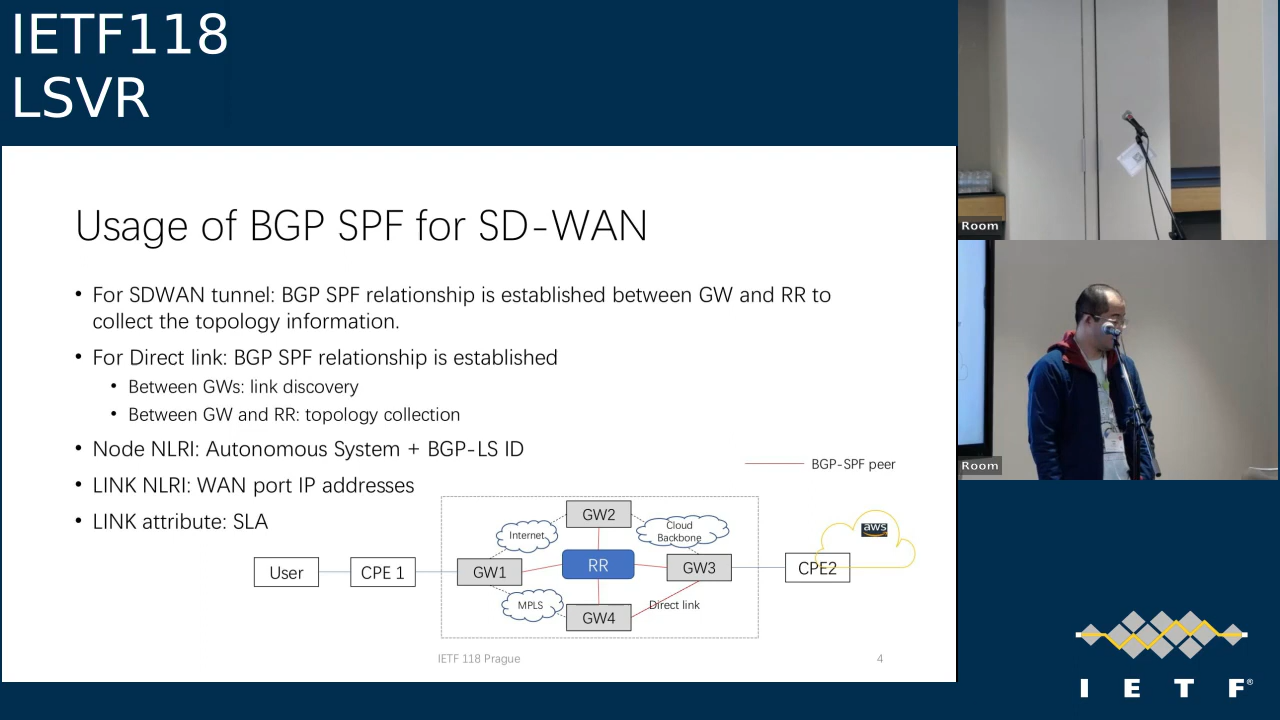 IETF118
LSVR
Usage of BGP SPF for SD-WAN
• For SDWAN tunnel: BGP SPF relationship is established between GW and RR to
collect the topology information.
• For Direct link: BGP SPF relationship is established
• Between GWs: link discovery
• Between GW and RR: topology collection
• Node NLRI: Autonomous System + BGP-LS ID
• LINK NLRI: WAN port IP addresses
• LINK attribute: SLA
BGP-SPF peer
GW2
Internet
Cloud
Backbone
aws
User
CPE 1
GW1
RR
GW3
CPE2
MPLS
GW4
Direct link
IETF 118 Prague
4
Room
Room
I E T F®